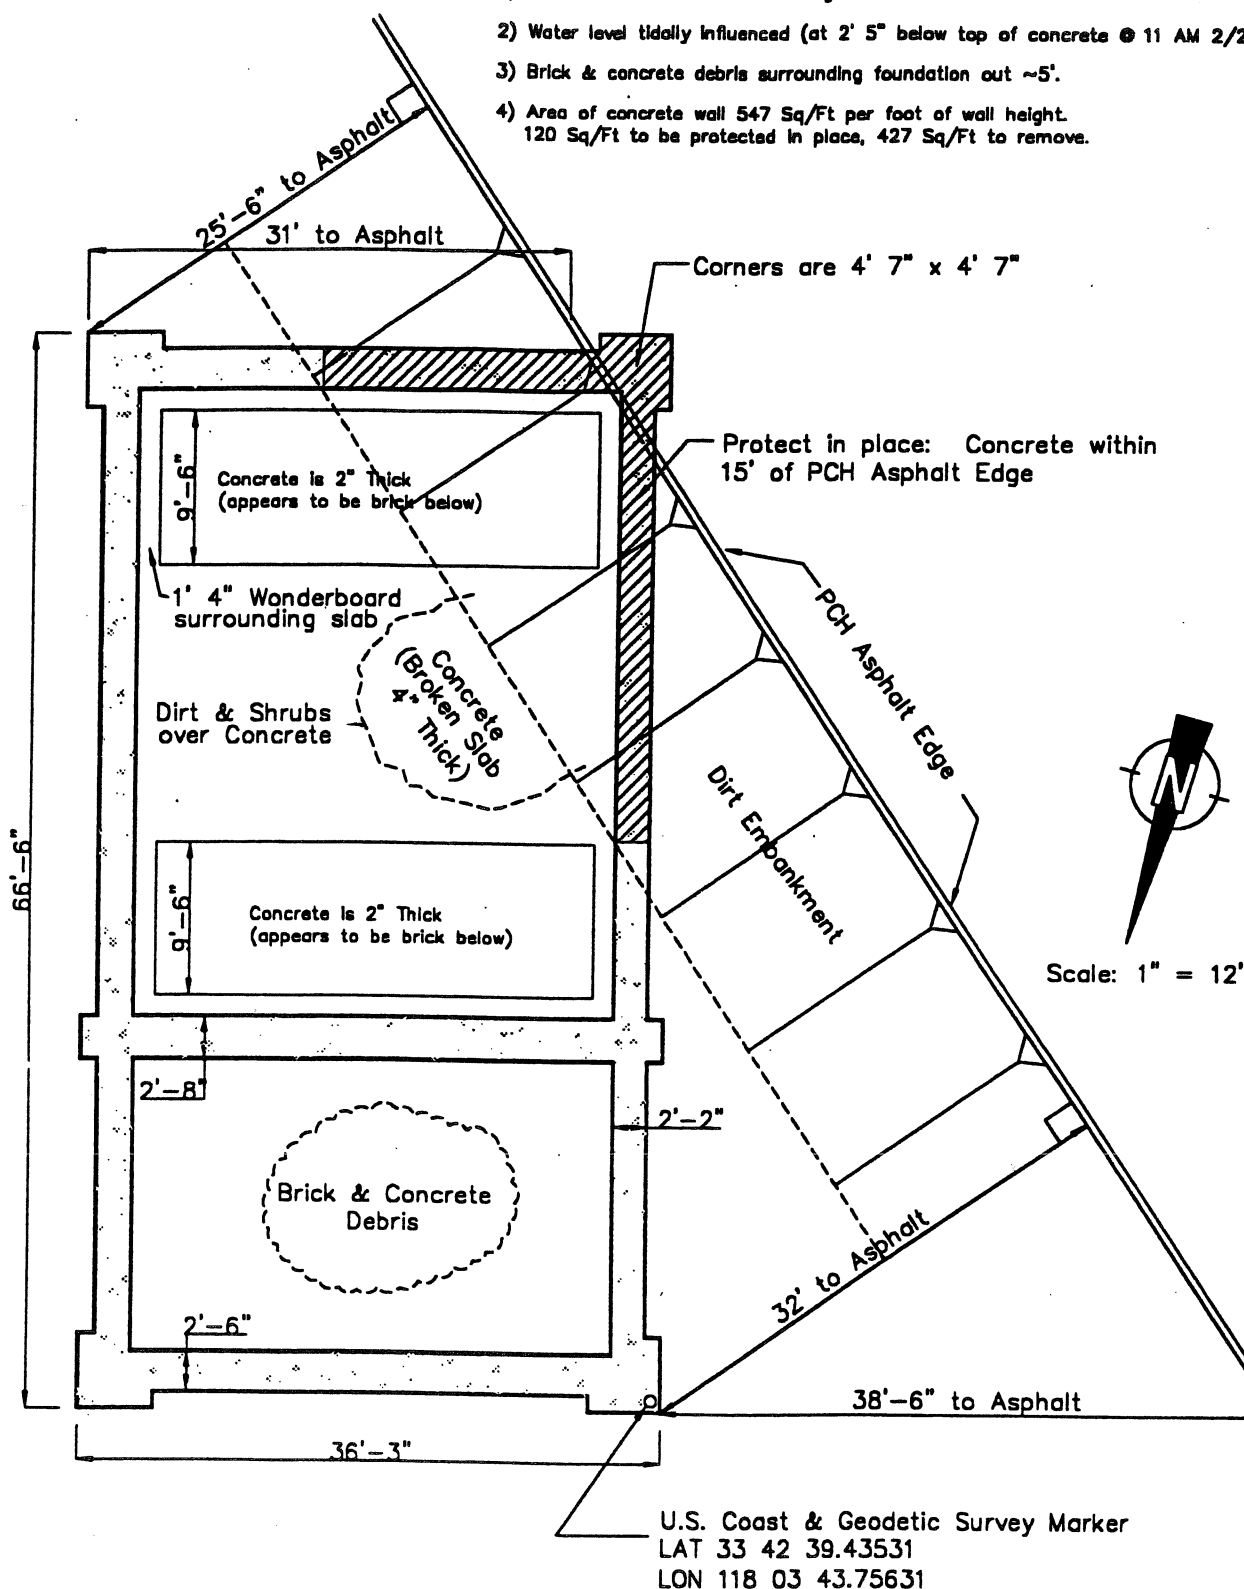 2) Water level tidally influenced (at 2' 5" below top of concrete @ 11 AM 2/2
3) Brick & concrete debris surrounding foundation out ~5'.
4) Area of concrete wall 547 Sq/Ft per foot of wall height.
120 Sq/Ft to be protected in place, 427 Sq/Ft to remove.
25'-6" to Asphalt
31' to Asphalt
Corners are 4' 7" x 4' 7"
Protect in place: Concrete within
15' of PCH Asphalt Edge
9'-6"
Concrete is 2" Thick
(appears to be brick below)
1' 4" Wonderboard
surrounding slab
Concrete
(Broken Slab
4" Thick)
Dirt & Shrubs
over Concrete
PCH Asphalt Edge
Dirt Embankment
N
Scale: 1" = 12'
66'-6"
9'-6"
Concrete is 2" Thick
(appears to be brick below)
2'-8"
2'-2"
Brick & Concrete
Debris
2'-6"
32' to Asphalt
38'-6" to Asphalt
36'-3"
U.S. Coast & Geodetic Survey Marker
LAT 33 42 39.43531
LON 118 03 43.75631